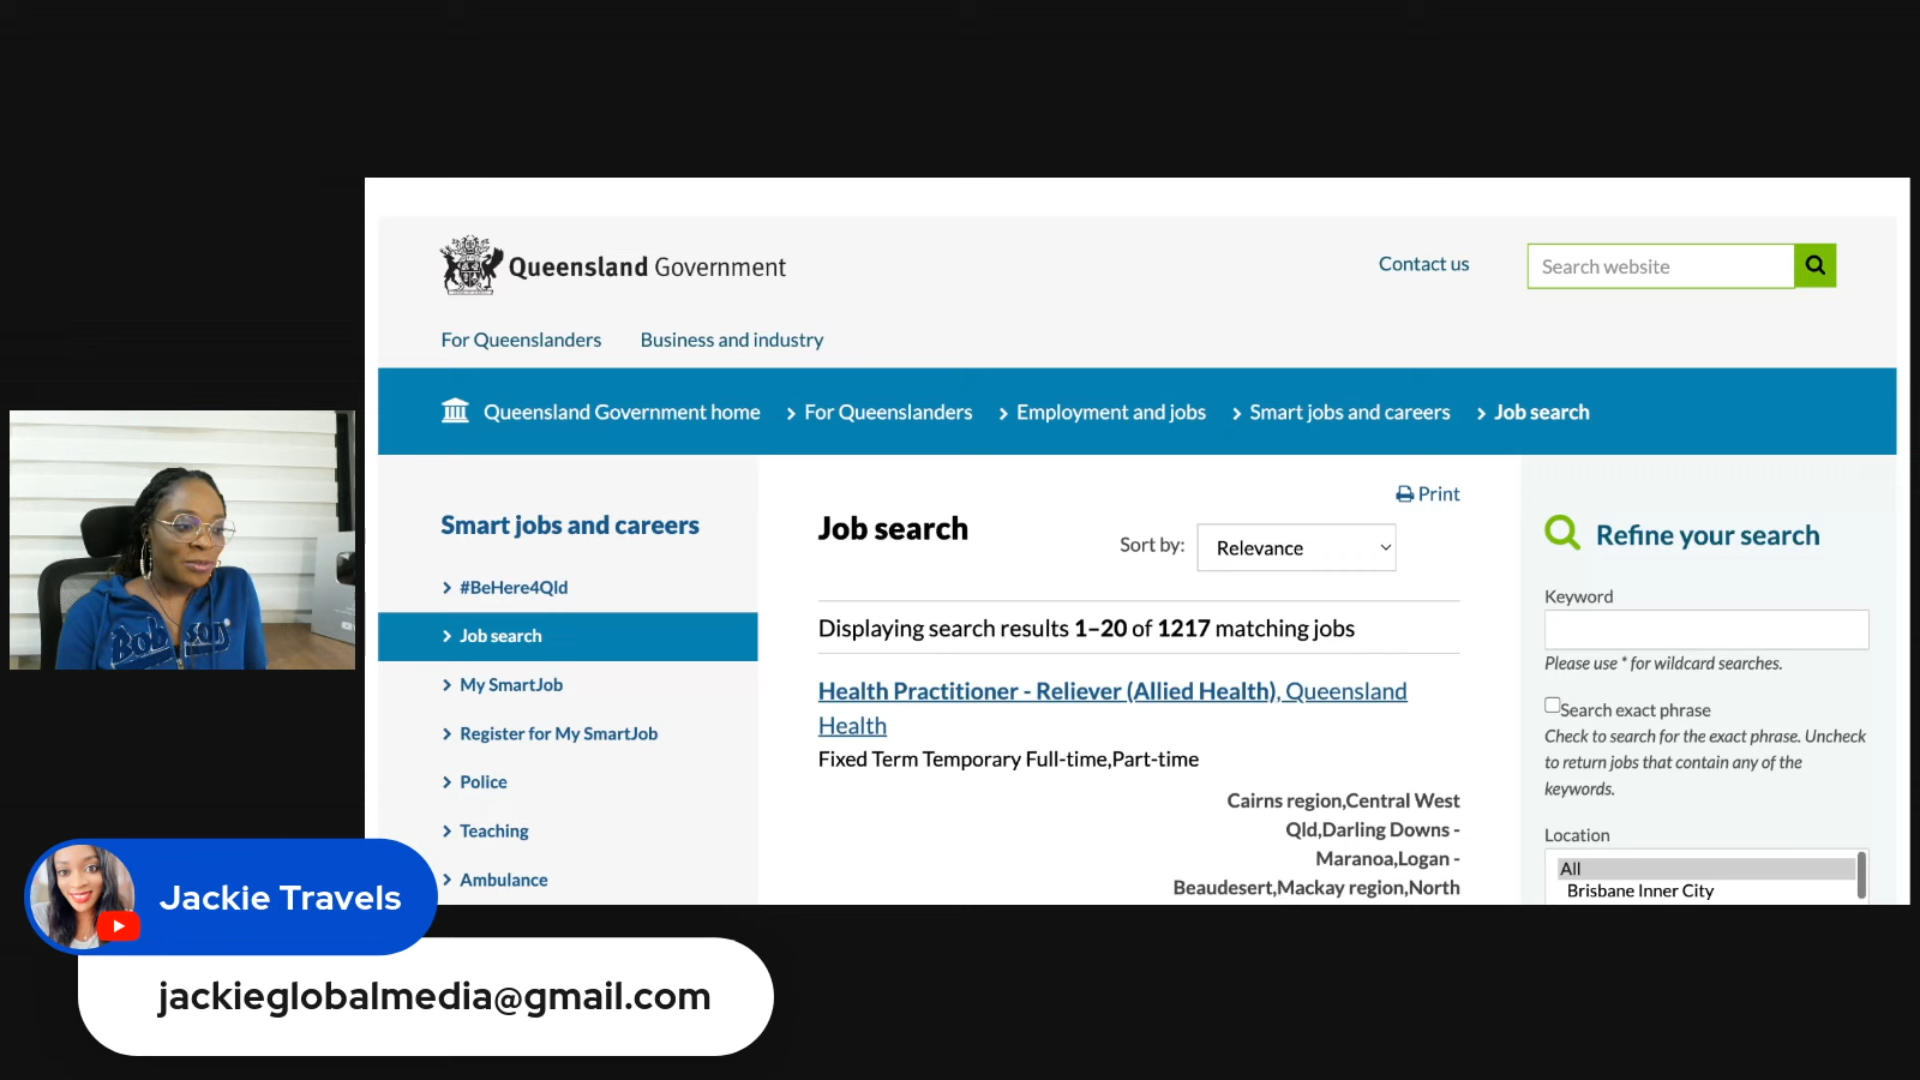 Queensland Government
Contact us
Search website
For Queenslanders
Business and industry
Queensland Government home
For Queenslanders
Employment and jobs
Smart jobs and careers
Job search
Smart jobs and careers
#BeHere4Qld
Job search
My SmartJob
Register for My SmartJob
Police
Teaching
Ambulance
Print
Job search
Sort by:
Relevance
Displaying search results 1–20 of 1217 matching jobs
Health Practitioner - Reliever (Allied Health), Queensland
Health
Fixed Term Temporary Full-time,Part-time
Cairns region,Central West
Qld,Darling Downs -
Maranoa,Logan -
Beaudesert,Mackay region,North
Refine your search
Keyword
Please use * for wildcard searches.
Search exact phrase
Check to search for the exact phrase. Uncheck
to return jobs that contain any of the
keywords.
Location
All
Brisbane Inner City
Jackie Travels
jackieglobalmedia@gmail.com